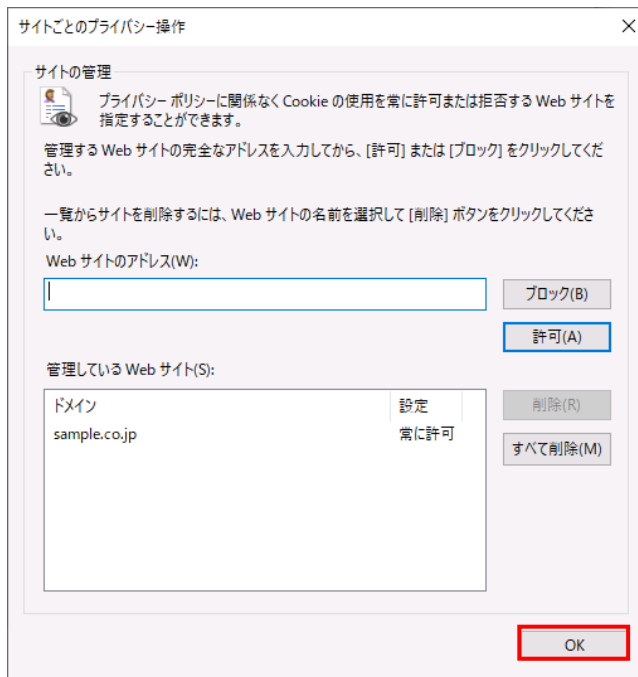 サイトごとのプライバシー操作
サイトの管理
プライバシー ポリシーに関係なく Cookie の使用を常に許可または拒否する Web サイトを
指定することができます。
管理する Web サイトの完全なアドレスを入力してから、[許可] または [ブロック] をクリックしてくだ
さい。
一覧からサイトを削除するには、Web サイトの名前を選択して [削除] ボタンをクリックしてくださ
い。
Web サイトのアドレス(W):
ブロック(B)
許可(A)
管理している Web サイト(S):
ドメイン 設定
削除(R)
sample.co.jp 常に許可
すべて削除(M)
OK